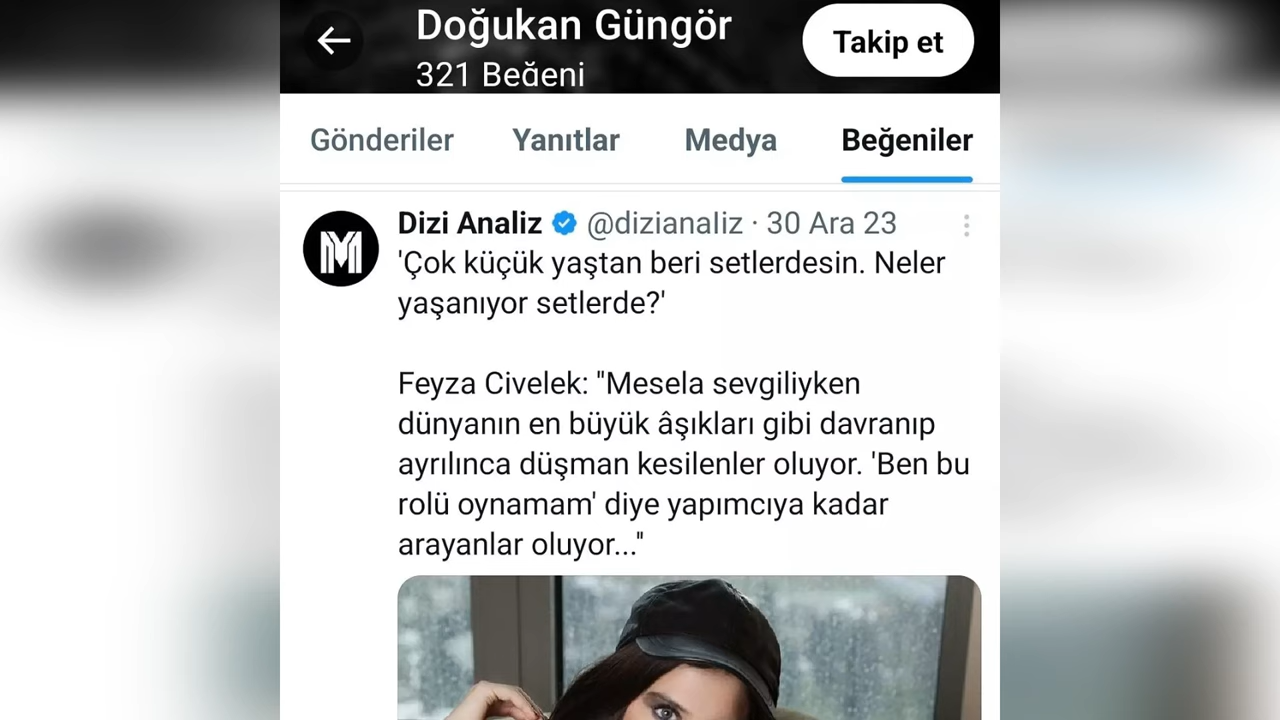 Doğukan Güngör
321 Beğeni
Takip et
Gönderiler Yanıtlar Medya Beğeniler
Dizi Analiz @dizianaliz · 30 Ara 23
'Çok küçük yaştan beri setlerdesin. Neler
yaşanıyor setlerde?'
Feyza Civelek: "Mesela sevgiliyken
dünyanın en büyük âşıkları gibi davranıp
ayrılınca düşman kesilenler oluyor. 'Ben bu
rolü oynamam' diye yapımcıya kadar
arayanlar oluyor..."